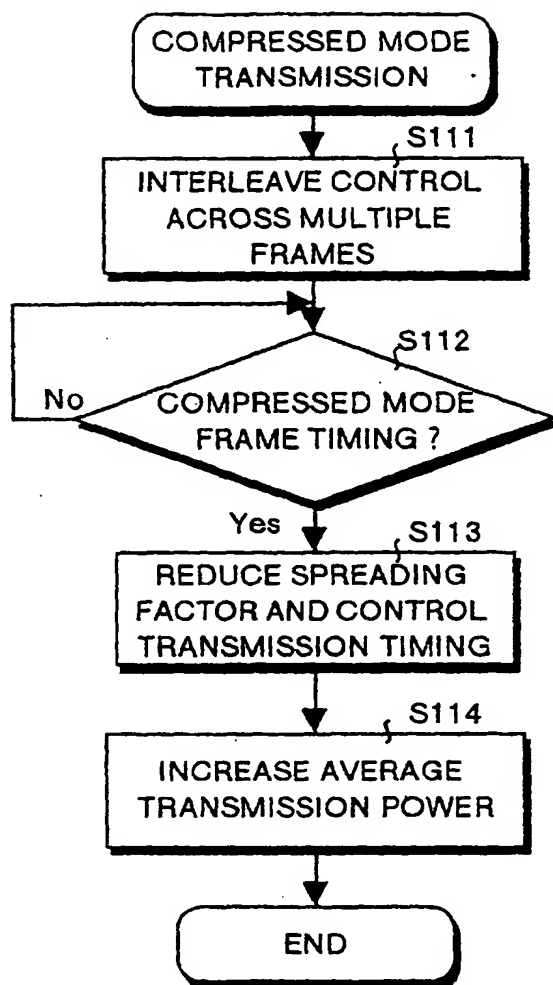 COMPRESSED MODE
TRANSMISSION
S111
INTERLEAVE CONTROL
ACROSS MULTIPLE
FRAMES
S112
No
COMPRESSED MODE
FRAME TIMING ?
Yes
S113
REDUCE SPREADING
FACTOR AND CONTROL
TRANSMISSION TIMING
S114
INCREASE AVERAGE
TRANSMISSION POWER
END